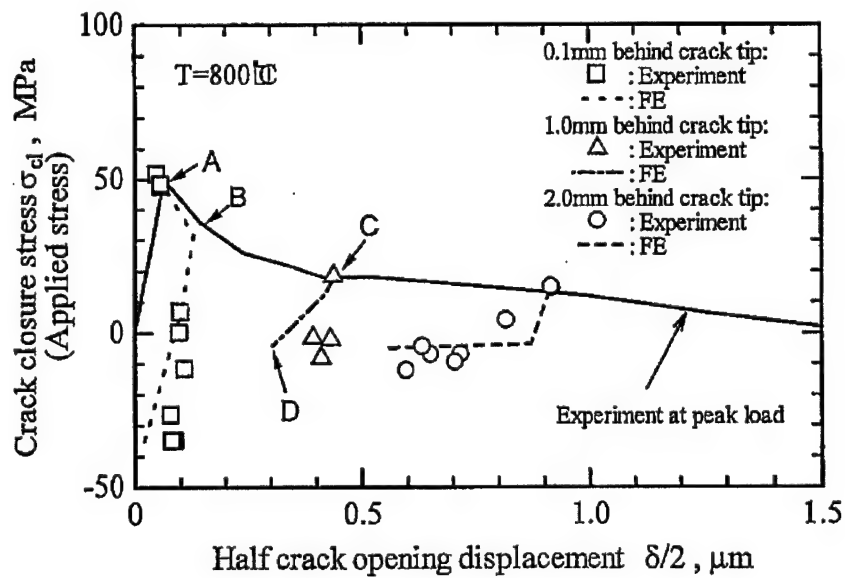 Crack closure stress σcl , MPa
(Applied stress)
100
50
0
-50
T=800℃
0.1mm behind crack tip:
: Experiment
: FE
1.0mm behind crack tip:
: Experiment
: FE
2.0mm behind crack tip:
: Experiment
: FE
A
B
C
D
Experiment at peak load
0
0.5
1.0
1.5
Half crack opening displacement δ/2 , μm